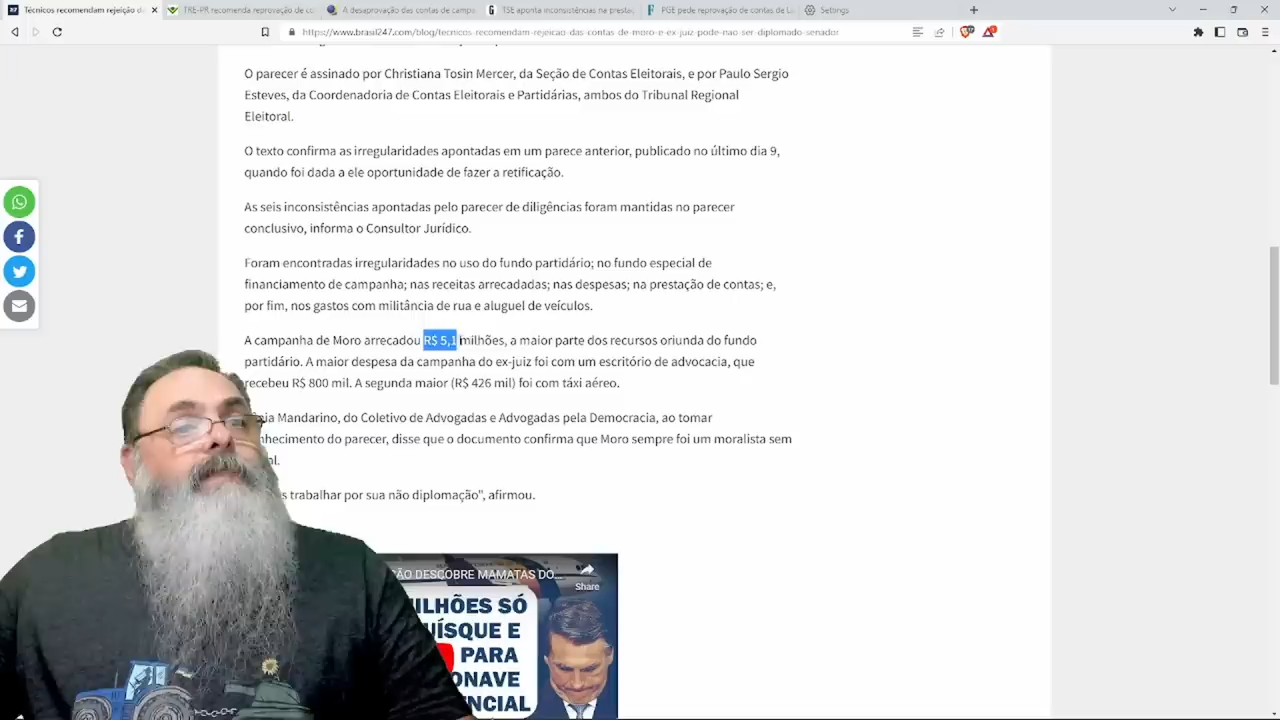 Técnicos recomendam rejeição d
TRE-PR recomenda reprovação de co
A desaprovação das contas de campa
TSE aponta inconsistências na presta
PGE pede reprovação de contas de
Settings
https://www.brasil247.com/blog/tecnicos-recomendam-rejeicao-das-contas-de-moro-e-ex-juiz-pode-nao-ser-diplomado-senador
O parecer é assinado por Christiana Tosin Mercer, da Seção de Contas Eleitorais, e por Paulo Sergio
Esteves, da Coordenadoria de Contas Eleitorais e Partidárias, ambos do Tribunal Regional
Eleitoral.
O texto confirma as irregularidades apontadas em um parece anterior, publicado no último dia 9,
quando foi dada a ele oportunidade de fazer a retificação.
As seis inconsistências apontadas pelo parecer de diligências foram mantidas no parecer
conclusivo, informa o Consultor Jurídico.
Foram encontradas irregularidades no uso do fundo partidário; no fundo especial de
financiamento de campanha; nas receitas arrecadadas; nas despesas; na prestação de contas; e,
por fim, nos gastos com militância de rua e aluguel de veículos.
A campanha de Moro arrecadou R$ 5,1 milhões, a maior parte dos recursos oriunda do fundo
partidário. A maior despesa da campanha do ex-juiz foi com um escritório de advocacia, que
recebeu R$ 800 mil. A segunda maior (R$ 426 mil) foi com táxi aéreo.
Mandarino, do Coletivo de Advogadas e Advogadas pela Democracia, ao tomar
nhecimento do parecer, disse que o documento confirma que Moro sempre foi um moralista sem
al.
s trabalhar por sua não diplomação", afirmou.
ÇÃO DESCOBRE MAMATAS DO...
Share
ILHÕES SÓ
UÍSQUE E
PARA
ONAVE
ENCIAL